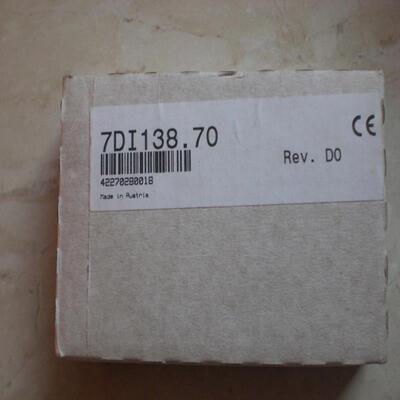 7DI138.70
CE
Rev. D0
42270280018
Made in Austria